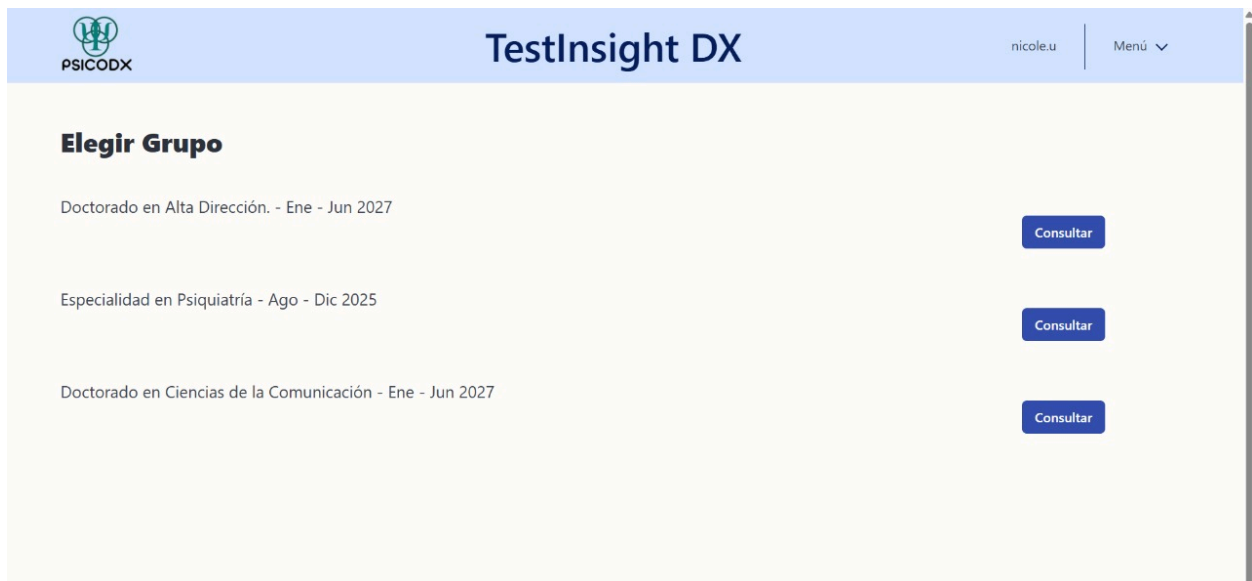 PSICODX
TestInsight DX
nicole.u
Menú
Elegir Grupo
Doctorado en Alta Dirección. - Ene - Jun 2027
Consultar
Especialidad en Psiquiatría - Ago - Dic 2025
Consultar
Doctorado en Ciencias de la Comunicación - Ene - Jun 2027
Consultar